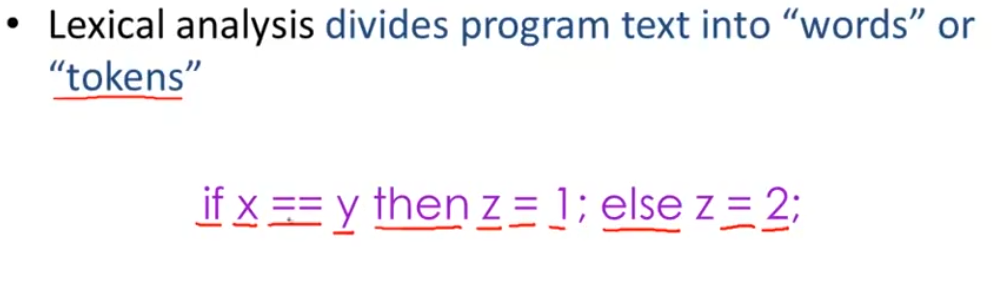 • Lexical analysis divides program text into “words” or
“tokens”
if x == y then z = 1; else z = 2;